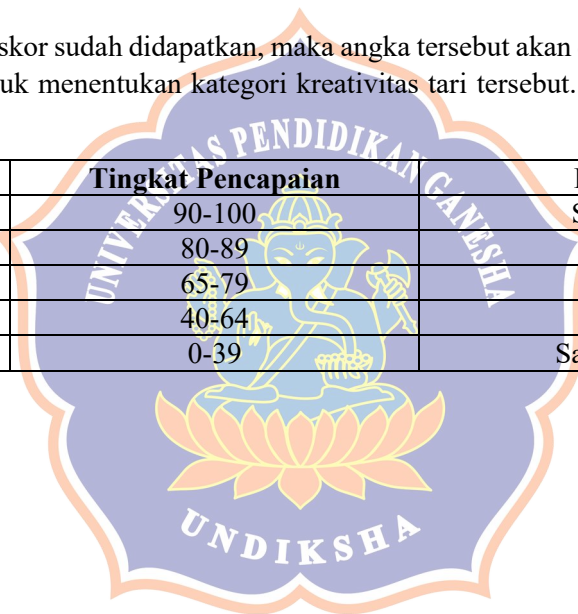 skor sudah didapatkan, maka angka tersebut akan
menentukan kategori kreativitas tari tersebut.
UNIVERSITAS PENDIDIKAN GANESHA
Tingkat Pencapaian
90-100
80-89
65-79
40-64
0-39
UNDIKSHA